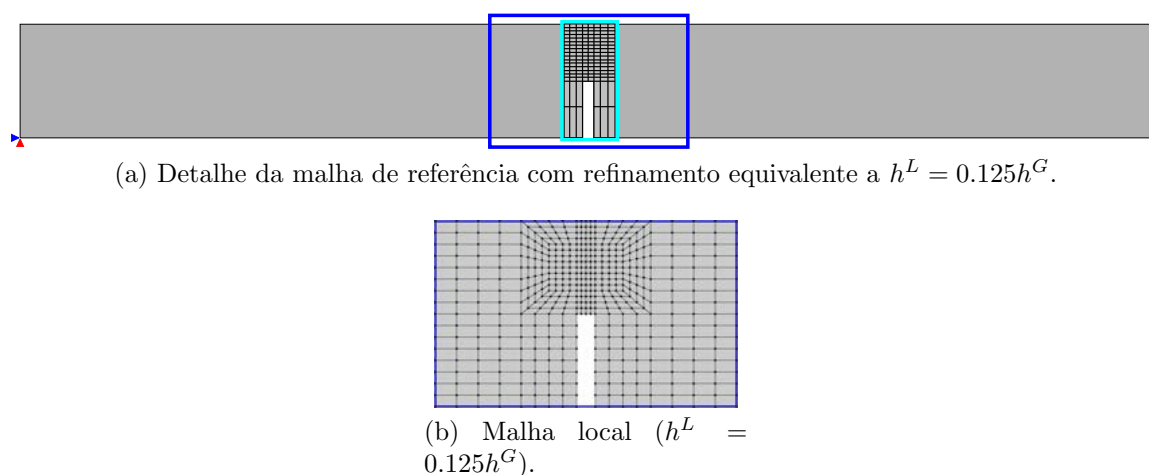 (a) Detalhe da malha de referência com refinamento equivalente a h^L = 0.125h^G.
(b) Malha local (h^L =
0.125h^G).